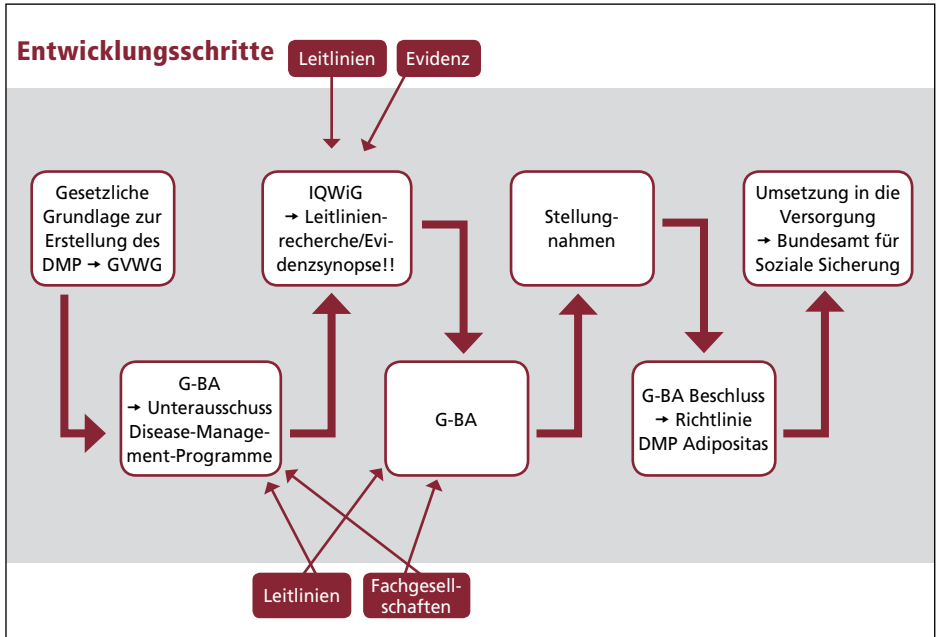 Entwicklungsschritte
Leitlinien
Evidenz
Gesetzliche
Grundlage zur
Erstellung des
DMP → GVWG
IQWiG
→ Leitlinien-
recherche/Evi-
denzsynopse!!
Stellung-
nahmen
Umsetzung in die
Versorgung
→ Bundesamt für
Soziale Sicherung
G-BA
→ Unterausschuss
Disease-Manage-
ment-Programme
G-BA
G-BA Beschluss
→ Richtlinie
DMP Adipositas
Leitlinien
Fachgesell-
schaften